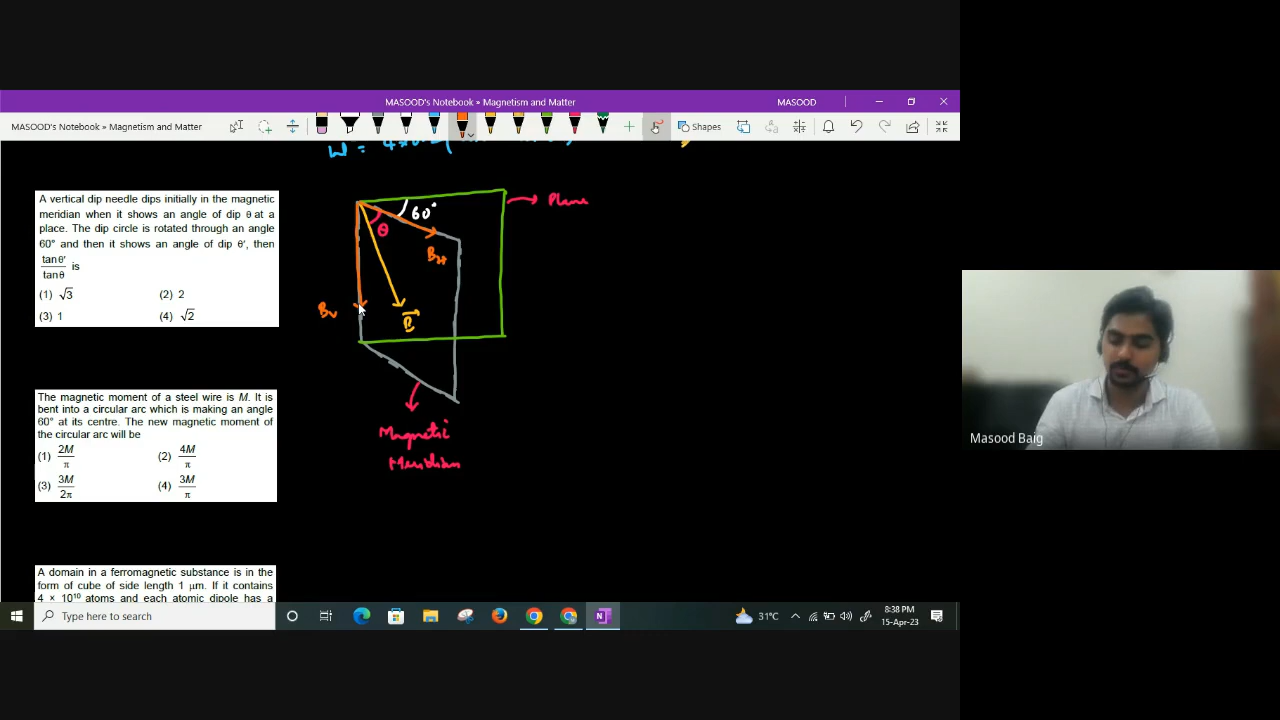 MASOOD's Notebook » Magnetism and Matter
MASOOD
MASOOD's Notebook » Magnetism and Matter
Shapes
A vertical dip needle dips initially in the magnetic
meridian when it shows an angle of dip θ at a
place. The dip circle is rotated through an angle
60° and then it shows an angle of dip θ', then
tanθ'
tanθ
is
(1) √3
(2) 2
(3) 1
(4) √2
60°
Plane
θ
B_H
B_v
B
Magnetic
Meridian
The magnetic moment of a steel wire is M. It is
bent into a circular arc which is making an angle
60° at its centre. The new magnetic moment of
the circular arc will be
(1) 2M/π
(2) 4M/π
(3) 3M/2π
(4) 3M/π
A domain in a ferromagnetic substance is in the
form of cube of side length 1 μm. If it contains
4 × 10¹⁰ atoms and each atomic dipole has a
Masood Baig
Type here to search
31°C
8:38 PM
15-Apr-23